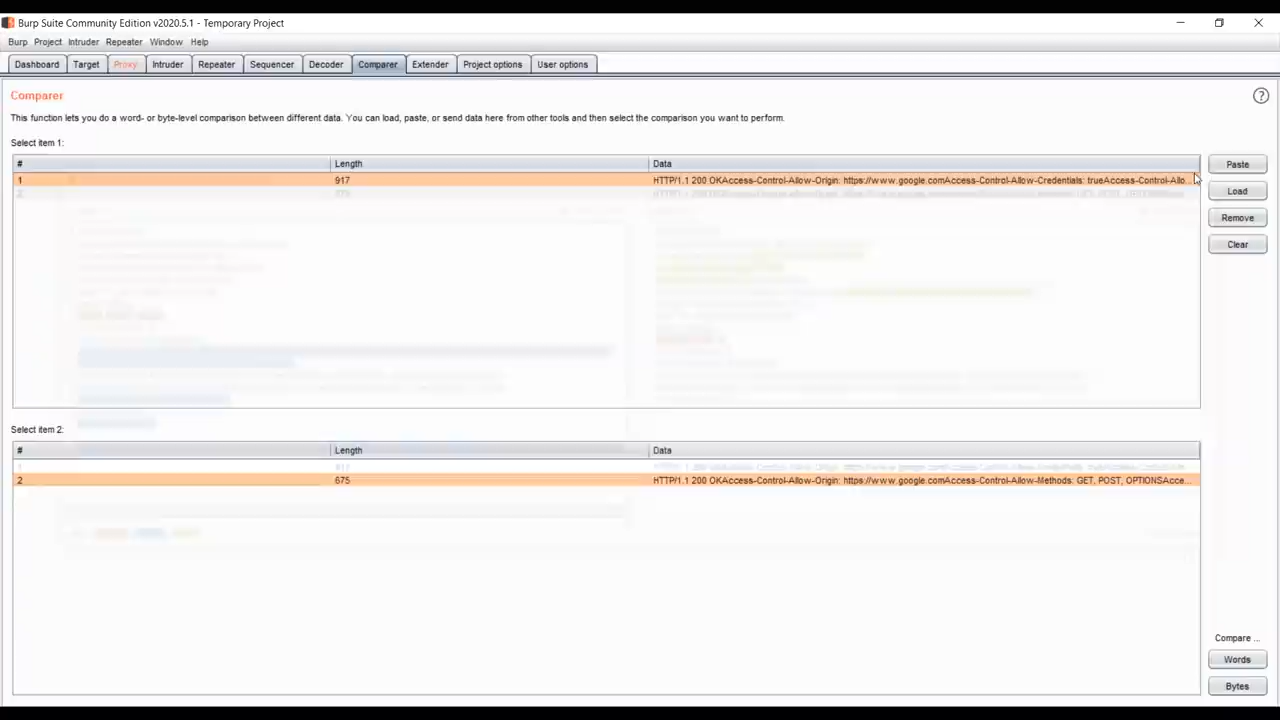 Burp Suite Community Edition v2020.5.1 - Temporary Project
Burp Project Intruder Repeater Window Help
Dashboard Target Proxy Intruder Repeater Sequencer Decoder Comparer Extender Project options User options
Comparer
?
This function lets you do a word- or byte-level comparison between different data. You can load, paste, or send data here from other tools and then select the comparison you want to perform.
Select item 1:
# Length Data
Paste
1 917 HTTP/1.1 200 OKAccess-Control-Allow-Origin: https://www.google.comAccess-Control-Allow-Credentials: trueAccess-Control-Allo...
Load
Remove
Clear
Select item 2:
# Length Data
2 675 HTTP/1.1 200 OKAccess-Control-Allow-Origin: https://www.google.comAccess-Control-Allow-Methods: GET, POST, OPTIONSAcce...
Compare ...
Words
Bytes